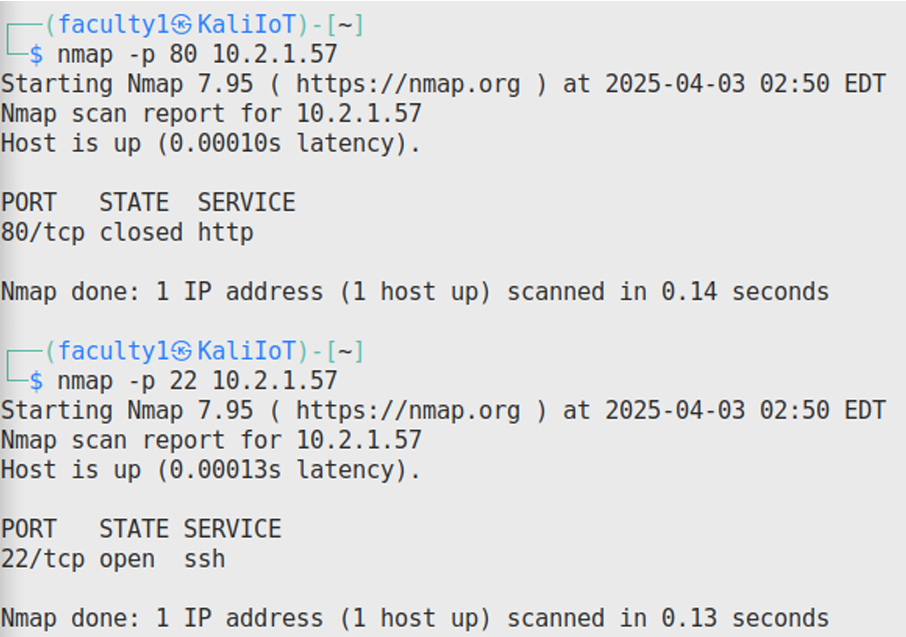 ┌──(faculty1㉿KaliIoT)-[~]
└─$ nmap -p 80 10.2.1.57
Starting Nmap 7.95 ( https://nmap.org ) at 2025-04-03 02:50 EDT
Nmap scan report for 10.2.1.57
Host is up (0.00010s latency).

PORT   STATE  SERVICE
80/tcp closed http

Nmap done: 1 IP address (1 host up) scanned in 0.14 seconds

┌──(faculty1㉿KaliIoT)-[~]
└─$ nmap -p 22 10.2.1.57
Starting Nmap 7.95 ( https://nmap.org ) at 2025-04-03 02:50 EDT
Nmap scan report for 10.2.1.57
Host is up (0.00013s latency).

PORT   STATE SERVICE
22/tcp open  ssh

Nmap done: 1 IP address (1 host up) scanned in 0.13 seconds